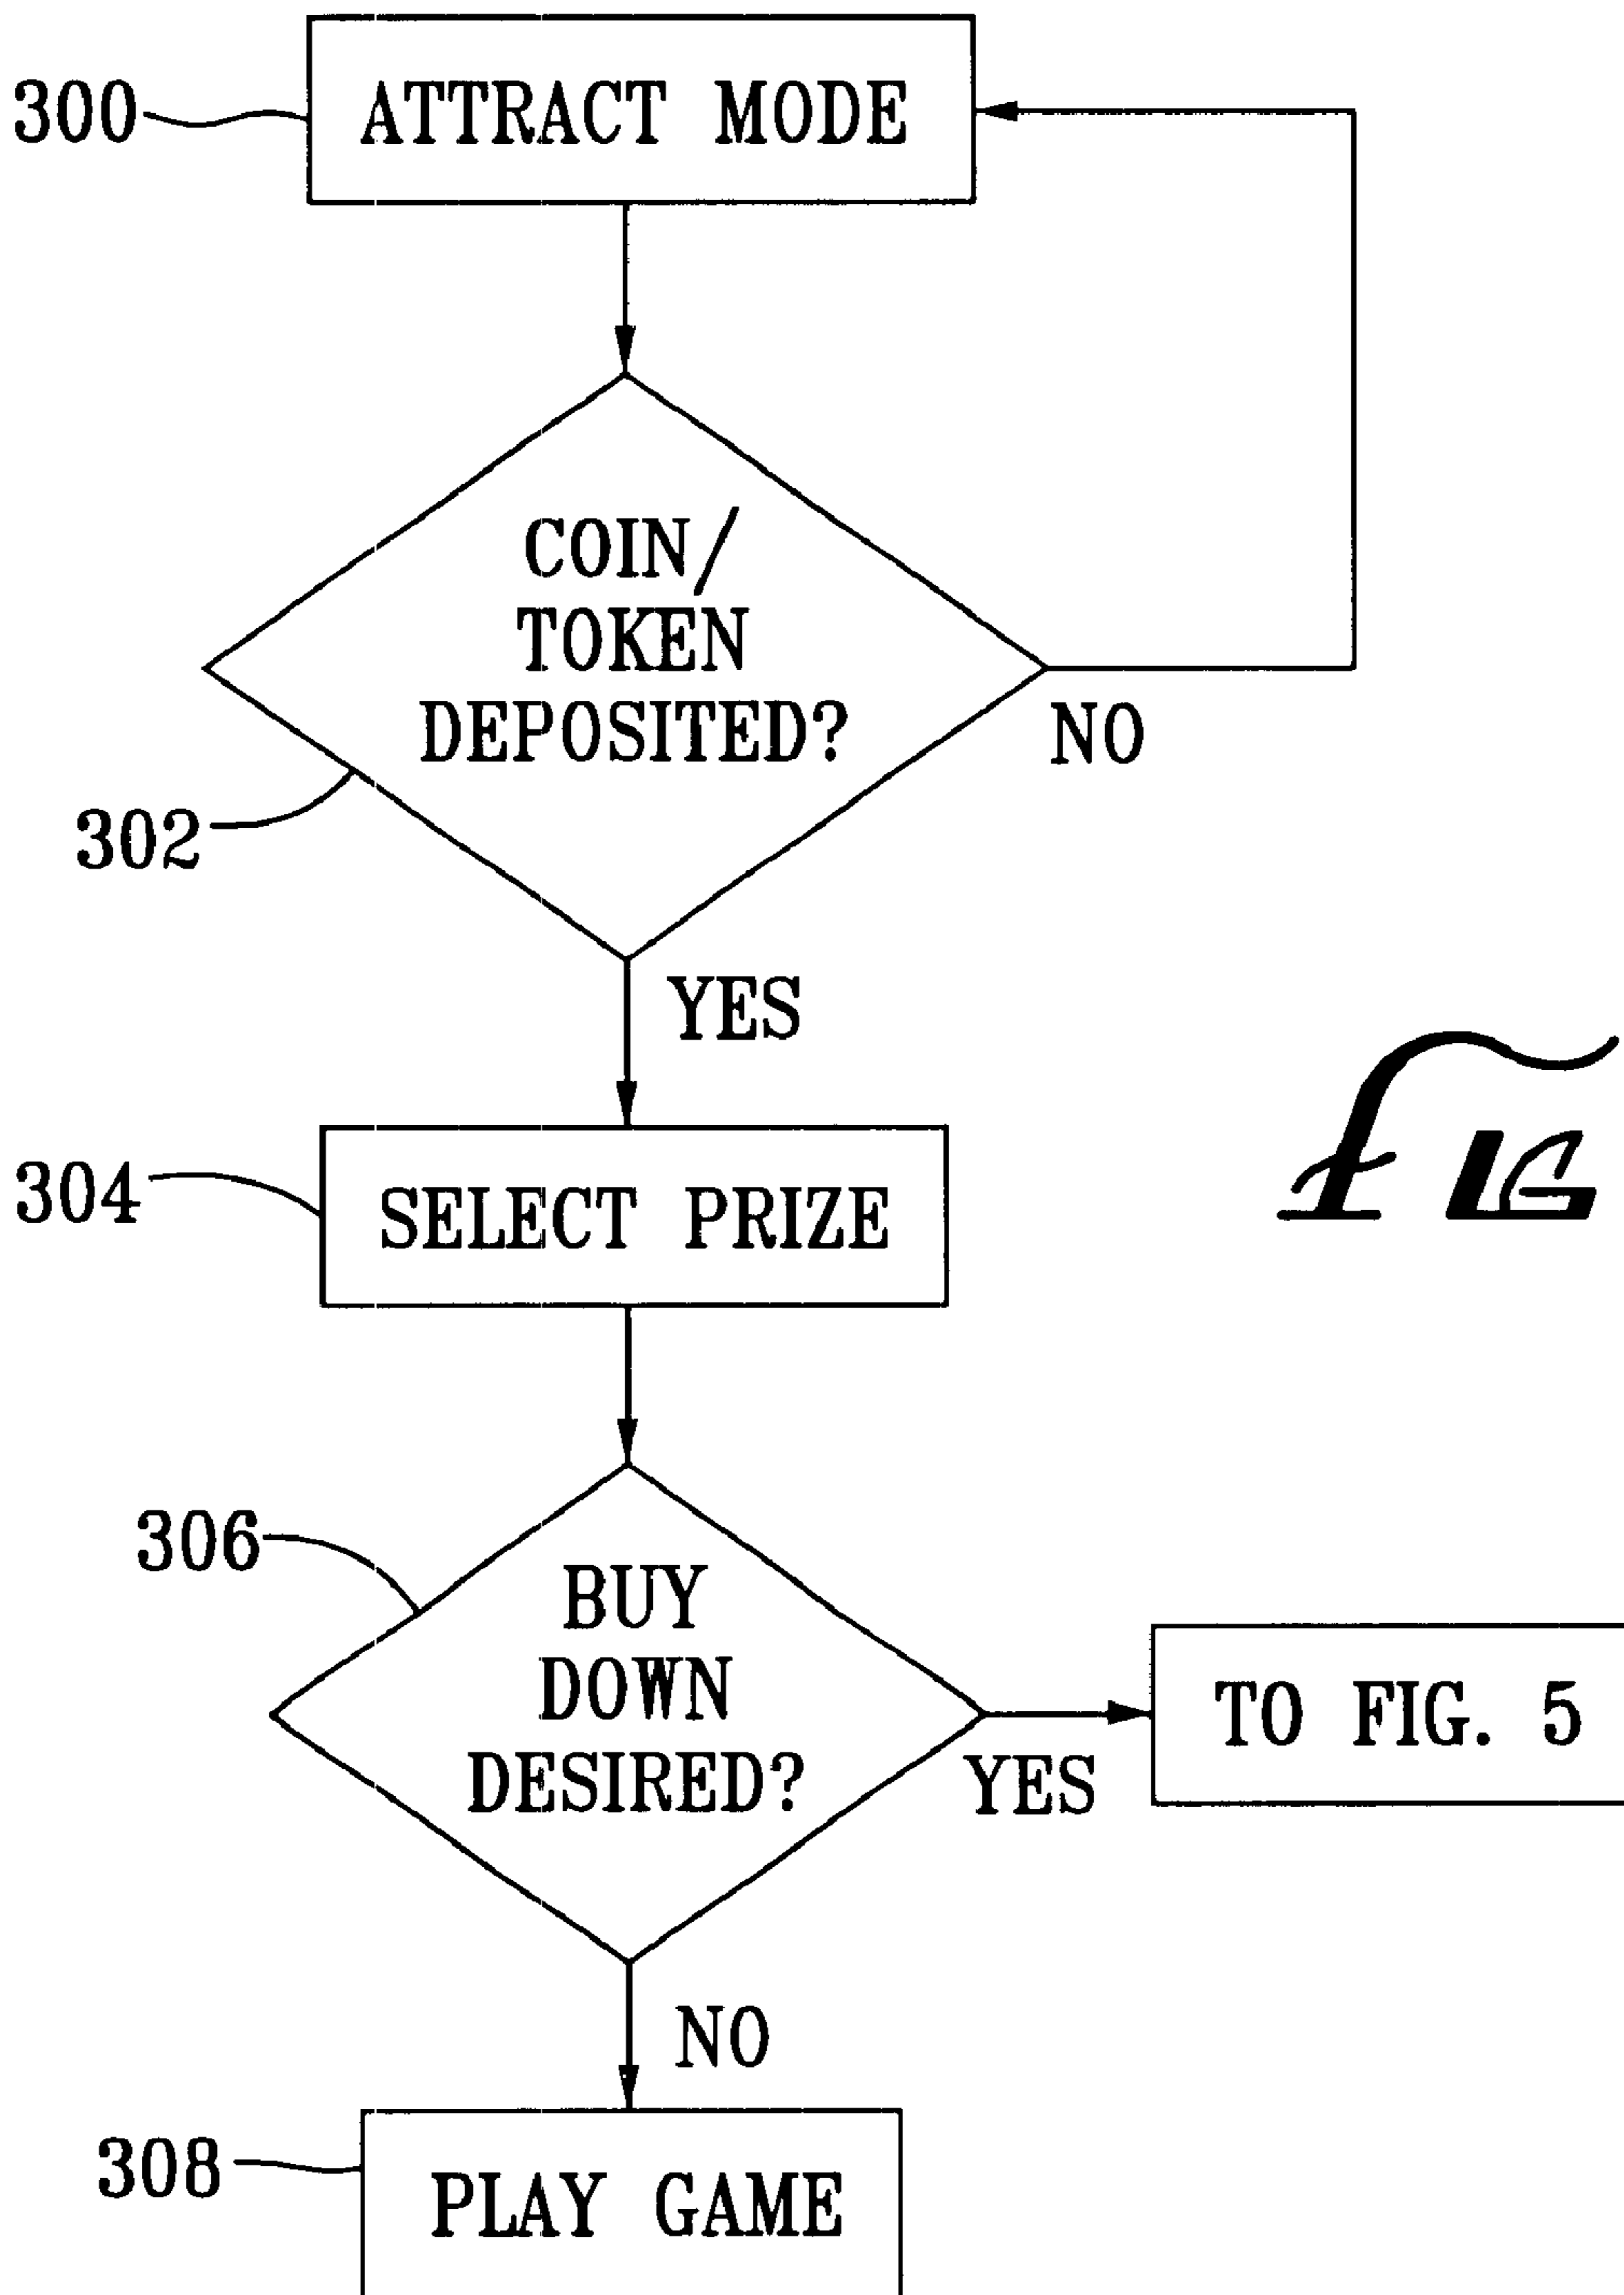 300
ATTRACT MODE
COIN/
TOKEN
DEPOSITED?
NO
302
YES
FIG
304
SELECT PRIZE
306
BUY
DOWN
DESIRED?
YES
TO FIG. 5
NO
308
PLAY GAME